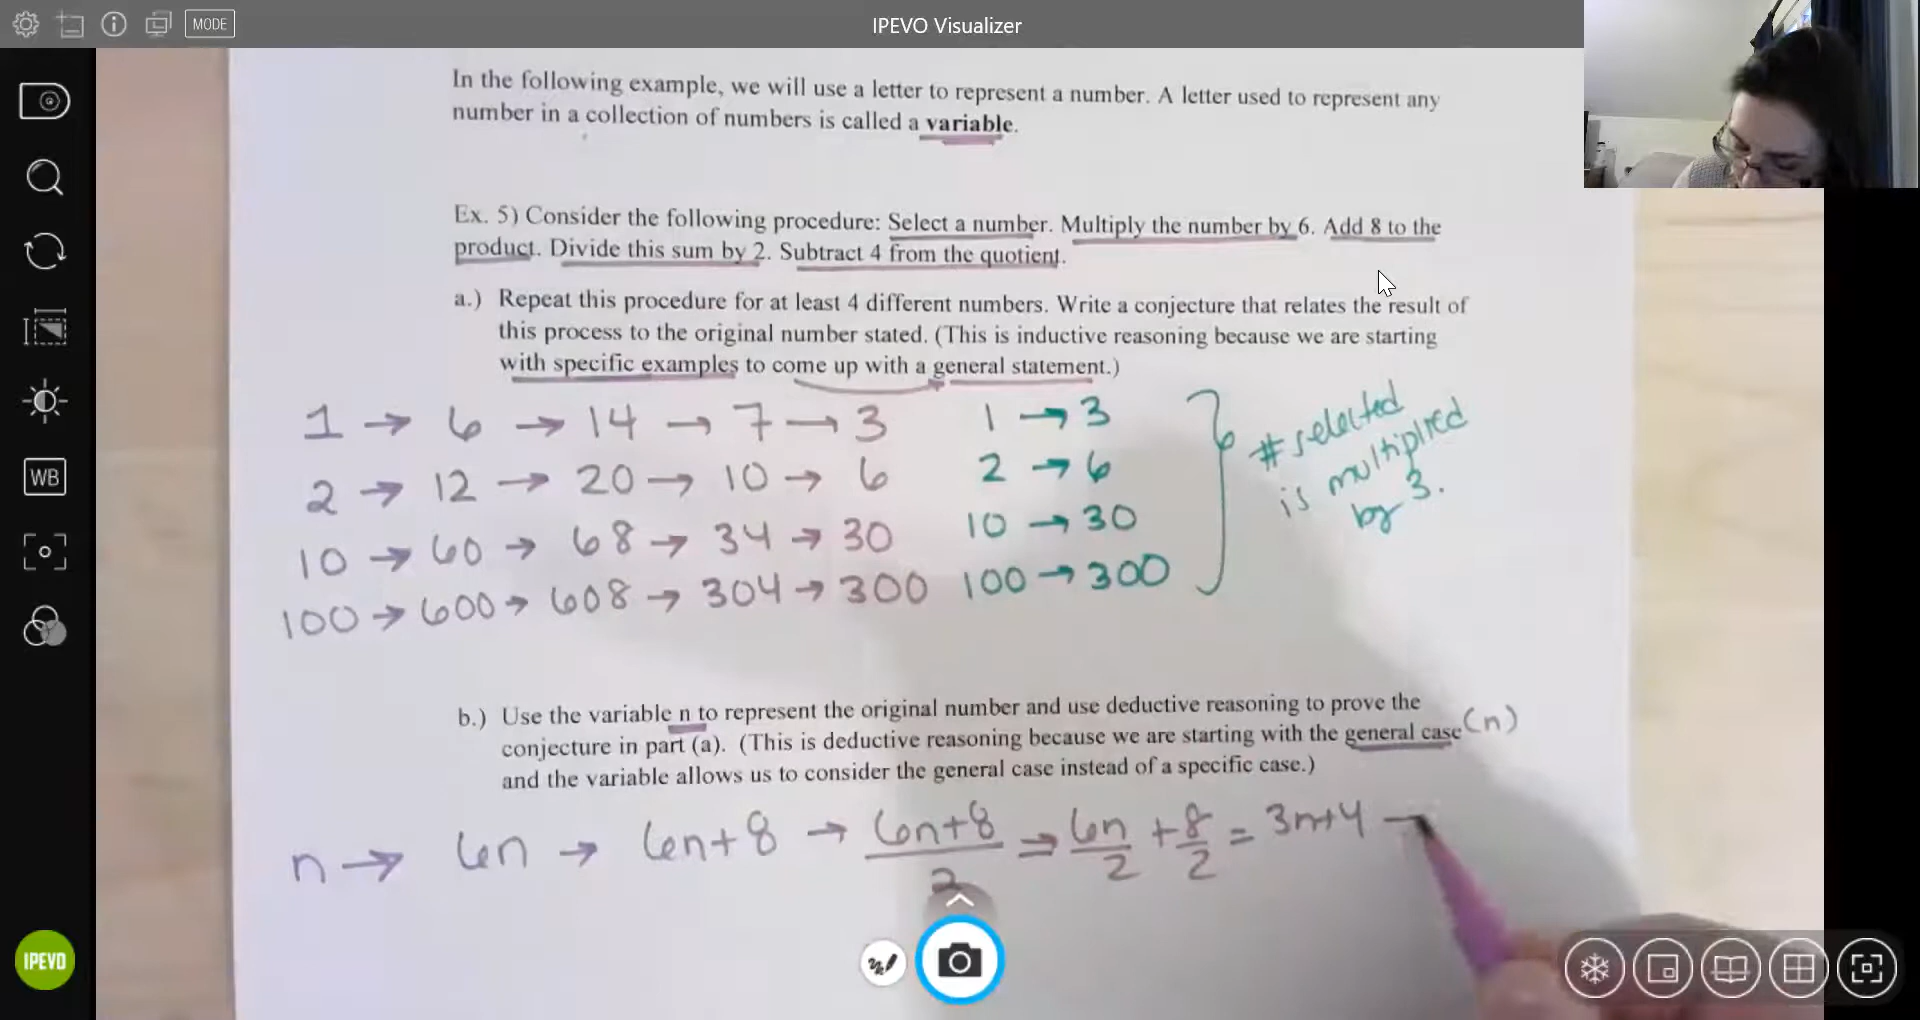 MODE
IPEVO Visualizer
In the following example, we will use a letter to represent a number. A letter used to represent any
number in a collection of numbers is called a variable.
Ex. 5) Consider the following procedure: Select a number. Multiply the number by 6. Add 8 to the
product. Divide this sum by 2. Subtract 4 from the quotient.
a.) Repeat this procedure for at least 4 different numbers. Write a conjecture that relates the result of
this process to the original number stated. (This is inductive reasoning because we are starting
with specific examples to come up with a general statement.)
1 → 6 → 14 → 7 → 3 1 → 3
2 → 12 → 20 → 10 → 6 2 → 6
10 → 60 → 68 → 34 → 30 10 → 30
100 → 600 → 608 → 304 → 300 100 → 300
# selected
is multiplied
by 3.
b.) Use the variable n to represent the original number and use deductive reasoning to prove the
conjecture in part (a). (This is deductive reasoning because we are starting with the general case (n)
and the variable allows us to consider the general case instead of a specific case.)
n → 6n → 6n+8 → 6n+8/2 ⇒ 6n/2 + 8/2 = 3n+4 →
WB
IPEVO